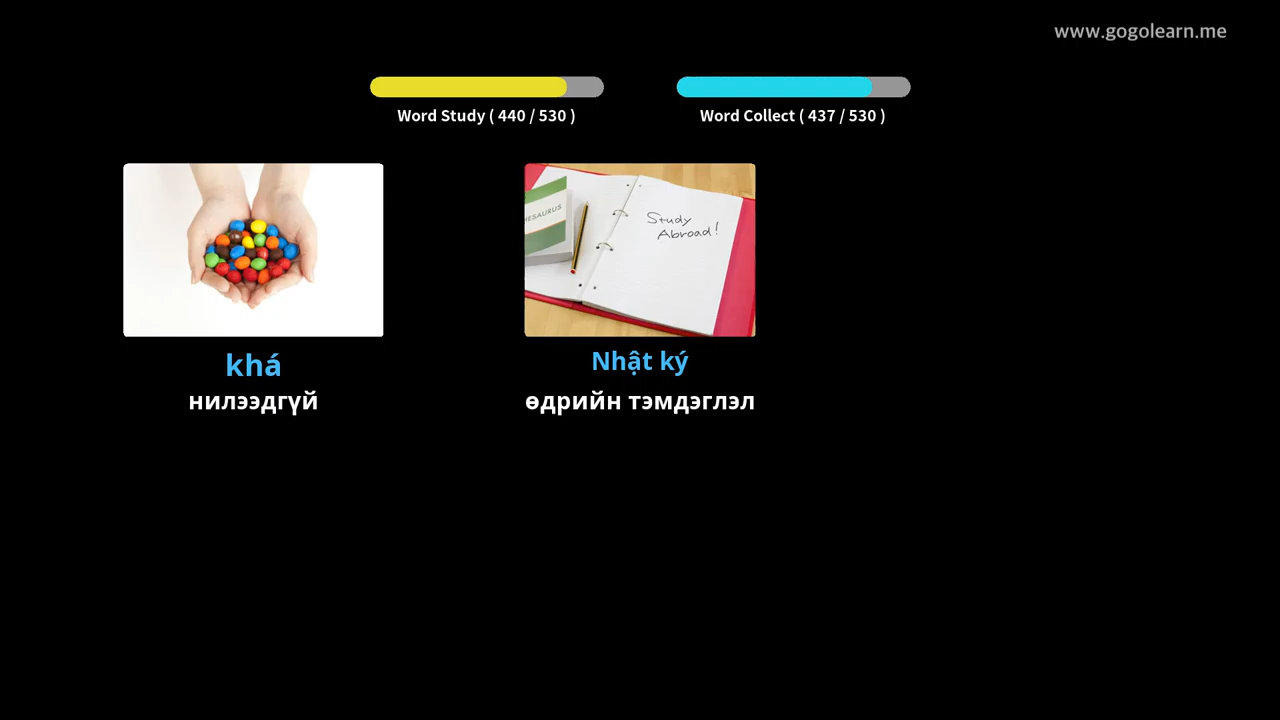 www.gogolearn.me
Word Study ( 440 / 530 )
Word Collect ( 437 / 530 )
HESAURUS
Study
Abroad!
khá
нилээдгүй
Nhật ký
өдрийн тэмдэглэл